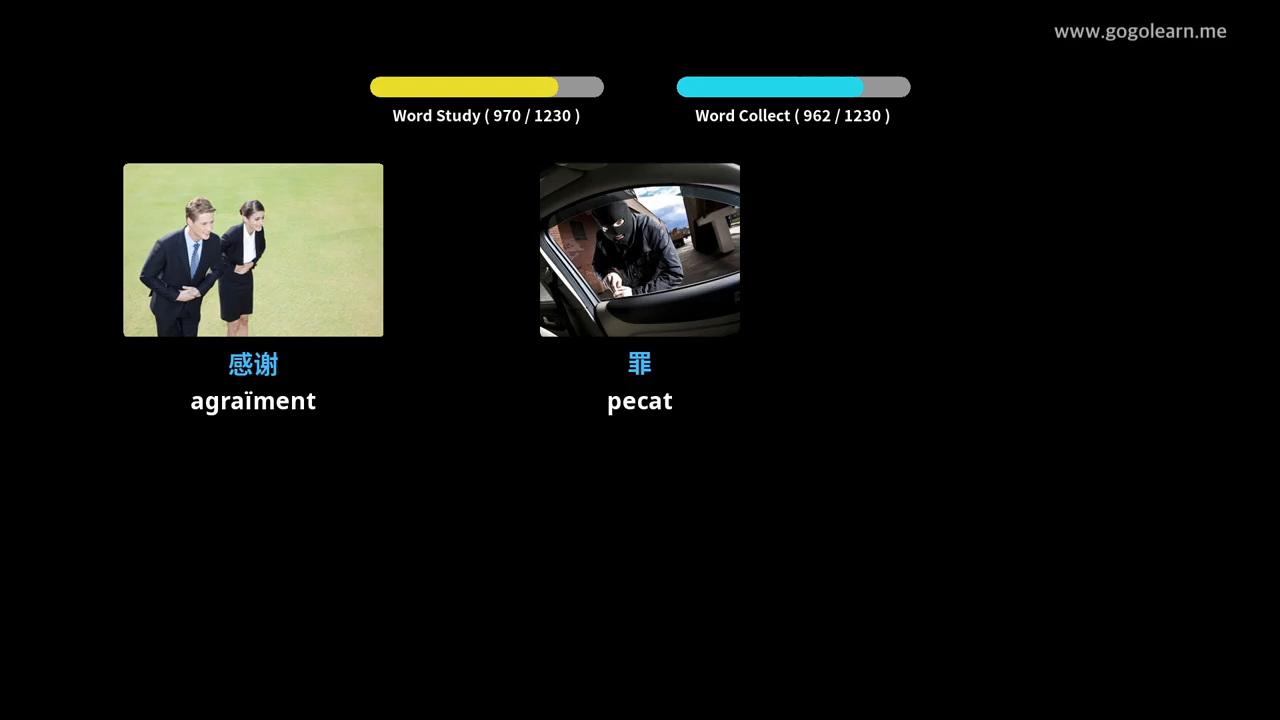 www.gogolearn.me
Word Study ( 970 / 1230 )
Word Collect ( 962 / 1230 )
感谢
agraïment
罪
pecat